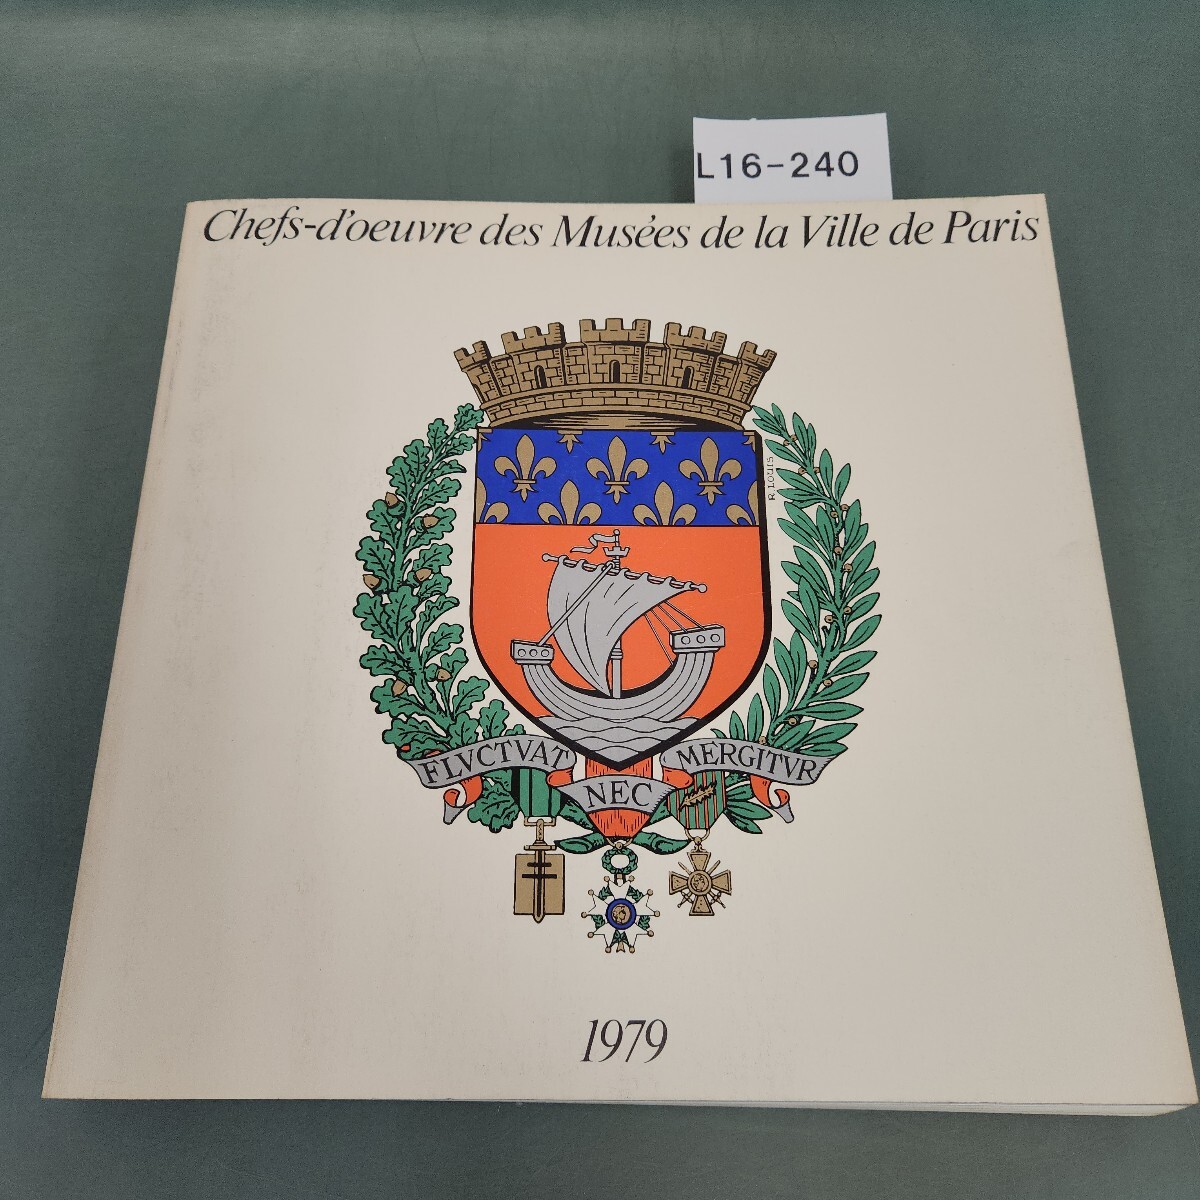 L16-240
Chefs-d'oeuvre des Musées de la Ville de Paris
R. LOUIS
FLVCTVAT NEC MERGITVR
1979